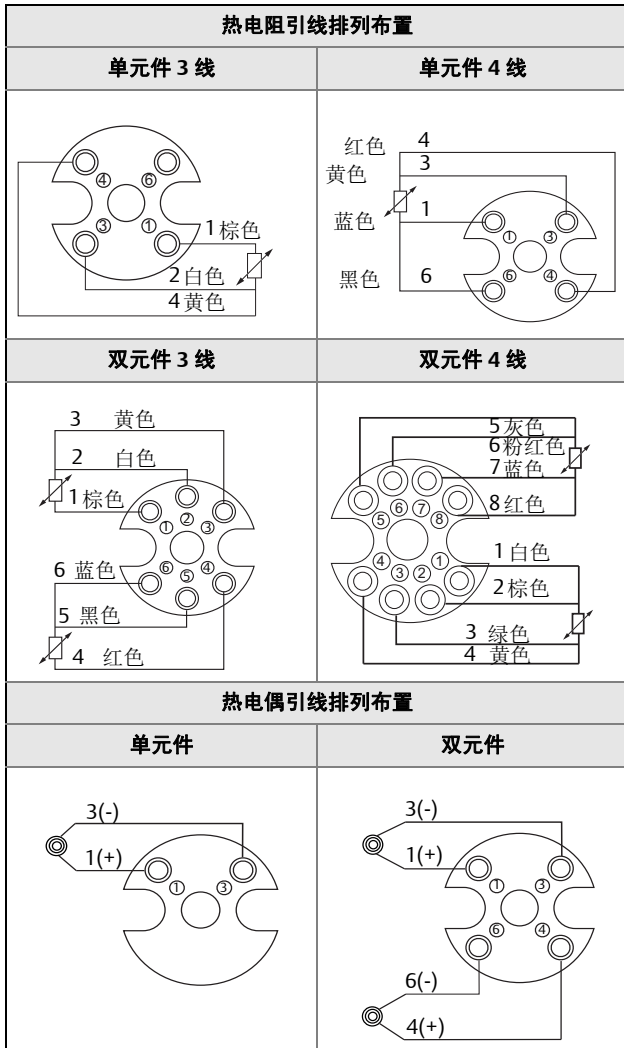 热电阻引线排列布置
单元件 3 线
单元件 4 线
④ ⑥
③ ①
1 棕色
2 白色
4 黄色
红色 4
黄色 3
蓝色 1
黑色 6
① ③
⑥ ④
双元件 3 线
双元件 4 线
3 黄色
2 白色
1 棕色
① ② ③
⑥ ⑤ ④
6 蓝色
5 黑色
4 红色
5 灰色
6 粉红色
7 蓝色
8 红色
⑤ ⑥ ⑦ ⑧
④ ③ ② ①
1 白色
2 棕色
3 绿色
4 黄色
热电偶引线排列布置
单元件
双元件
3(-)
1(+)
① ③
3(-)
1(+)
① ③
⑥ ④
6(-)
4(+)